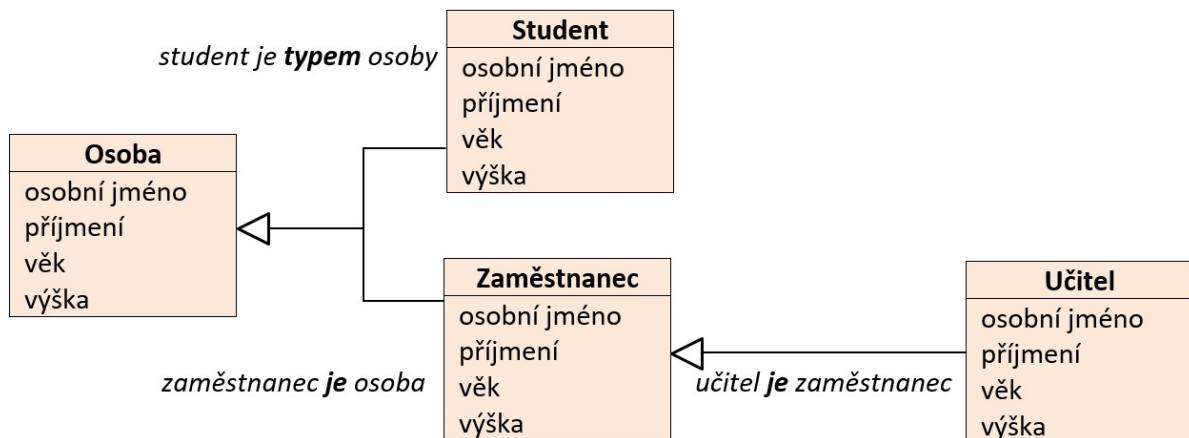 Student
osobní jméno
příjmení
věk
výška
student je typem osoby
Osoba
osobní jméno
příjmení
věk
výška
Zaměstnanec
osobní jméno
příjmení
věk
výška
zaměstnanec je osoba
učitel je zaměstnanec
Učitel
osobní jméno
příjmení
věk
výška